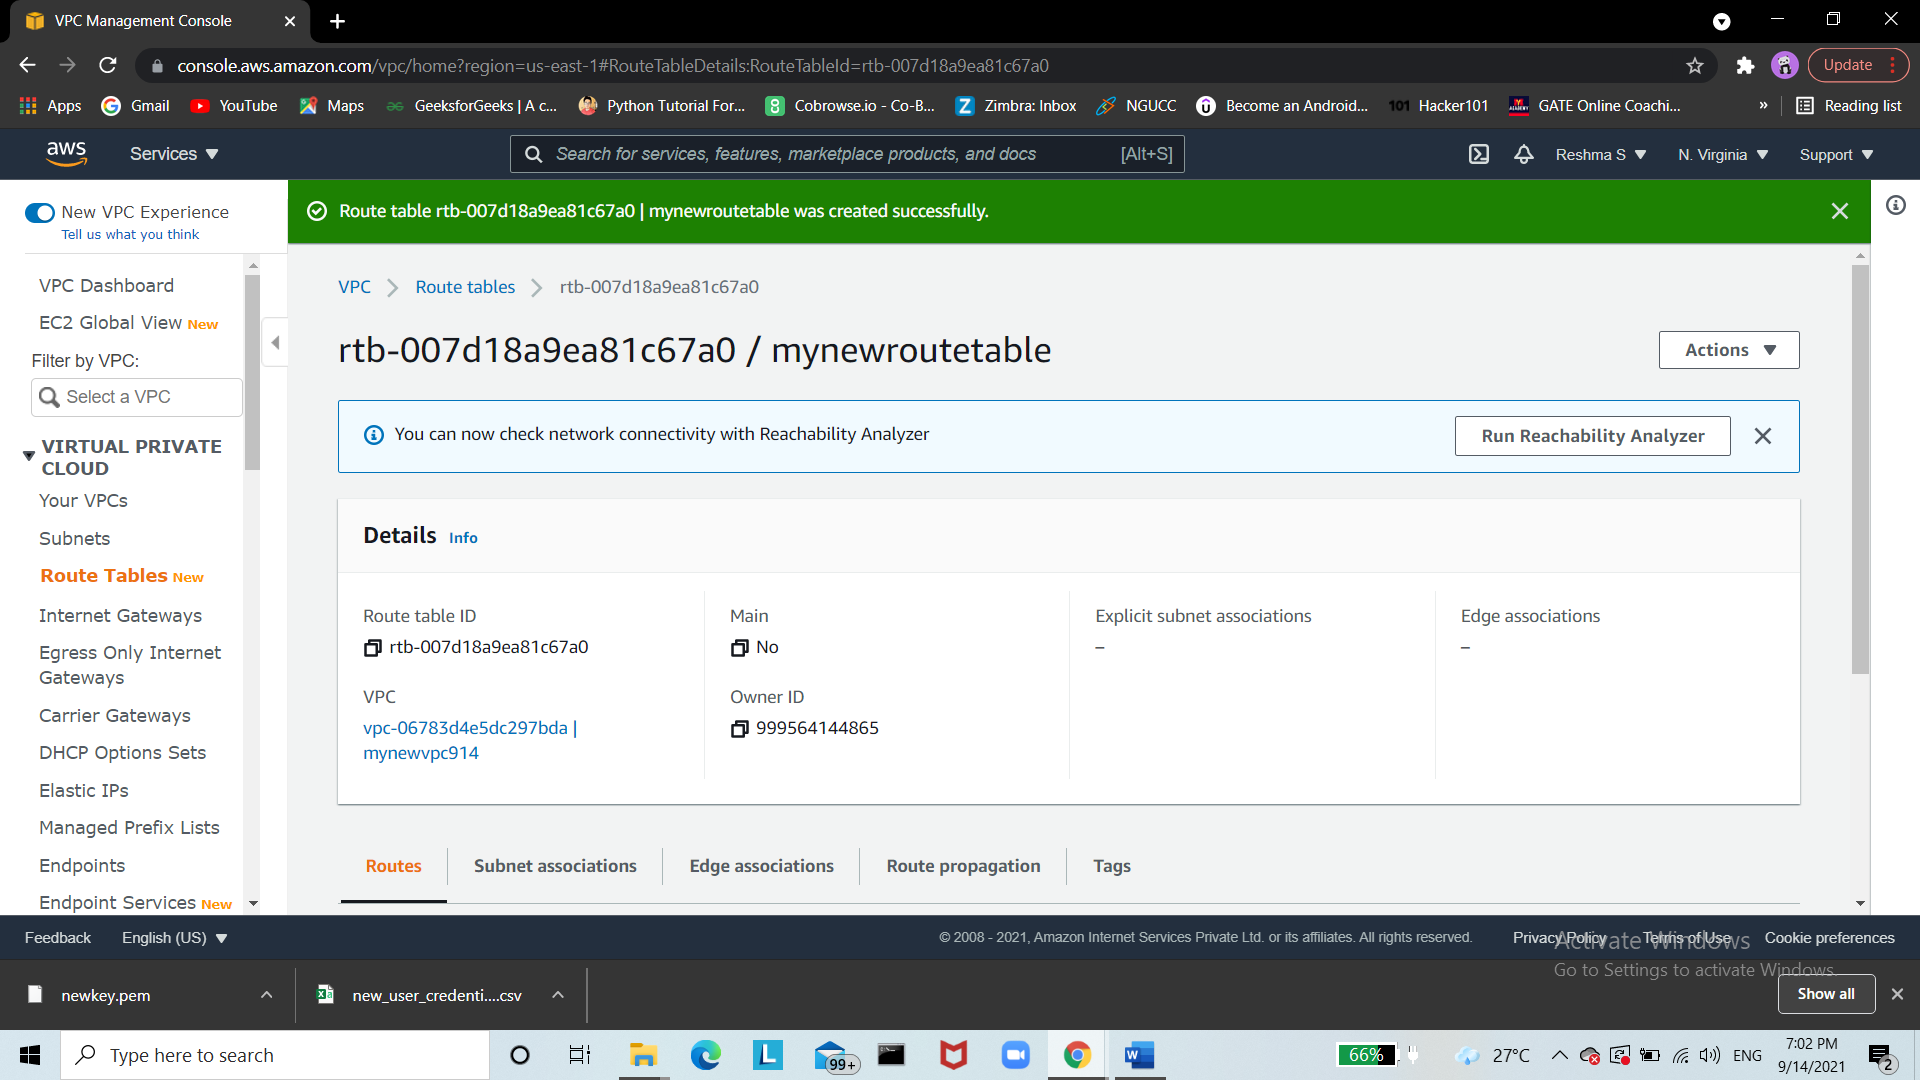 VPC Management Console
console.aws.amazon.com/vpc/home?region=us-east-1#RouteTableDetails:RouteTableId=rtb-007d18a9ea81c67a0
Update
Apps Gmail YouTube Maps GeeksforGeeks | A c... Python Tutorial For... Cobrowse.io - Co-B... Zimbra: Inbox NGUCC Become an Android... 101 Hacker101 GATE Online Coachi... » Reading list
aws Services Search for services, features, marketplace products, and docs [Alt+S] Reshma S N. Virginia Support
New VPC Experience
Tell us what you think
Route table rtb-007d18a9ea81c67a0 | mynewroutetable was created successfully.
VPC Dashboard
EC2 Global View New
Filter by VPC:
Select a VPC
VIRTUAL PRIVATE
CLOUD
Your VPCs
Subnets
Route Tables New
Internet Gateways
Egress Only Internet
Gateways
Carrier Gateways
DHCP Options Sets
Elastic IPs
Managed Prefix Lists
Endpoints
Endpoint Services New
VPC Route tables rtb-007d18a9ea81c67a0
rtb-007d18a9ea81c67a0 / mynewroutetable
Actions
You can now check network connectivity with Reachability Analyzer
Run Reachability Analyzer
Details Info
Route table ID
rtb-007d18a9ea81c67a0
Main
No
Explicit subnet associations
–
Edge associations
–
VPC
vpc-06783d4e5dc297bda |
mynewvpc914
Owner ID
999564144865
Routes Subnet associations Edge associations Route propagation Tags
Feedback English (US) © 2008 - 2021, Amazon Internet Services Private Ltd. or its affiliates. All rights reserved. Privacy Policy Terms of Use Cookie preferences
Activate Windows
Go to Settings to activate Windows.
newkey.pem new_user_credenti....csv Show all
Type here to search
99+
66%
27°C
ENG
7:02 PM
9/14/2021
2